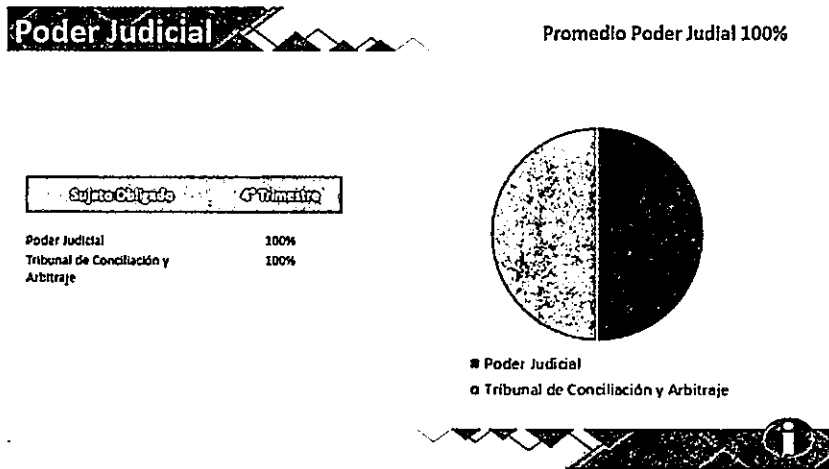 Poder Judicial
Promedio Poder Judial 100%
Sujeto Obligado 4º Trimestre
Poder Judicial 100%
Tribunal de Conciliación y 100%
Arbitraje
Poder Judicial
Tribunal de Conciliación y Arbitraje
i